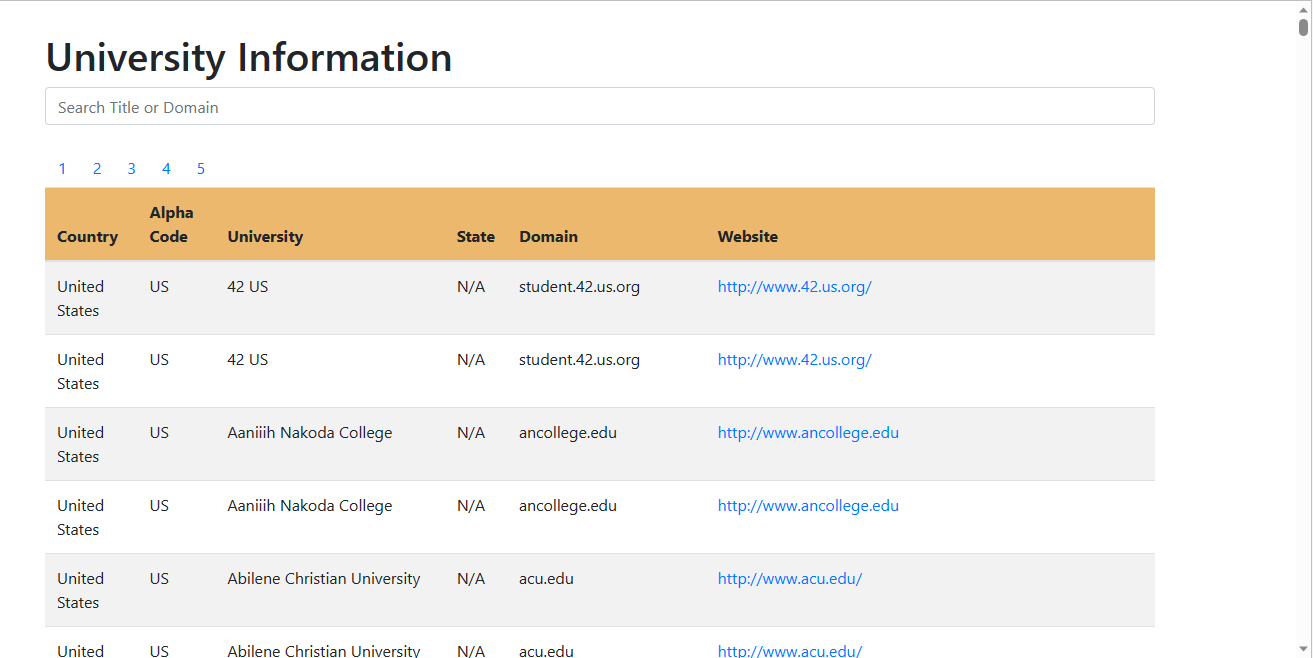 University Information
Search Title or Domain
1 2 3 4 5
Country Alpha Code University State Domain Website
United States US 42 US N/A student.42.us.org http://www.42.us.org/
United States US 42 US N/A student.42.us.org http://www.42.us.org/
United States US Aaniiih Nakoda College N/A ancollege.edu http://www.ancollege.edu
United States US Aaniiih Nakoda College N/A ancollege.edu http://www.ancollege.edu
United States US Abilene Christian University N/A acu.edu http://www.acu.edu/
United US Abilene Christian University N/A acu.edu http://www.acu.edu/